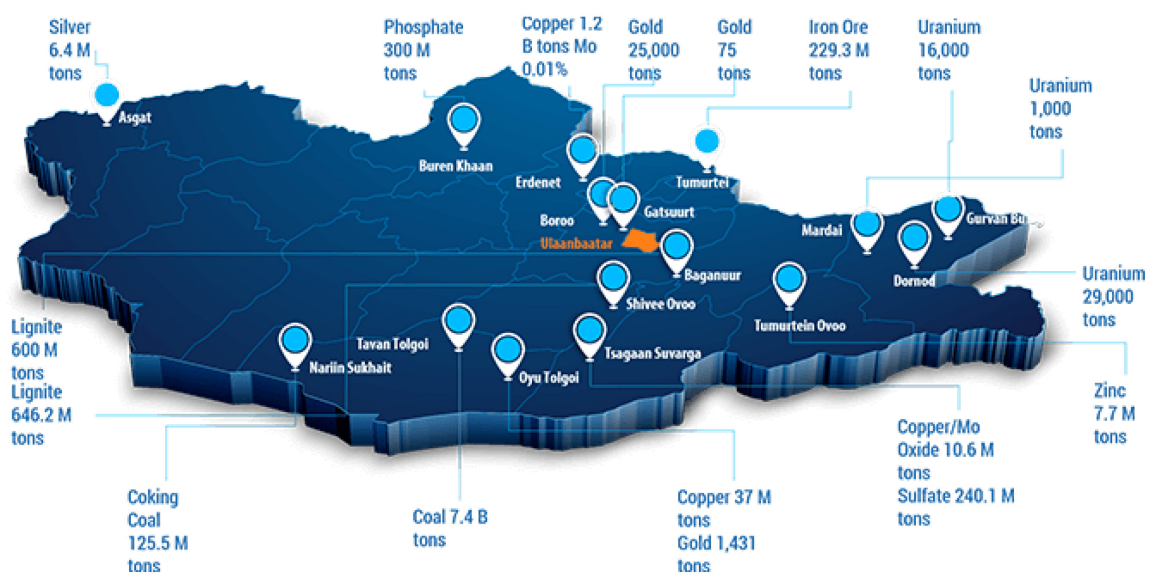 Silver
6.4 M
tons
Phosphate
300 M
tons
Copper 1.2
B tons Mo
0.01%
Gold
25,000
tons
Gold
75
tons
Iron Ore
229.3 M
tons
Uranium
16,000
tons
Uranium
1,000
tons
Asgat
Buren Khaan
Erdenet
Tumurtei
Boroo
Gatsuurt
Mardai
Gurvan Bu
Ulaanbaatar
Baganuur
Dornod
Shivee Ovoo
Tumurtein Ovoo
Tavan Tolgoi
Nariin Sukhait
Oyu Tolgoi
Tsagaan Suvarga
Uranium
29,000
tons
Lignite
600 M
tons
Lignite
646.2 M
tons
Zinc
7.7 M
tons
Coking
Coal
125.5 M
tons
Coal 7.4 B
tons
Copper 37 M
tons
Gold 1,431
tons
Copper/Mo
Oxide 10.6 M
tons
Sulfate 240.1 M
tons